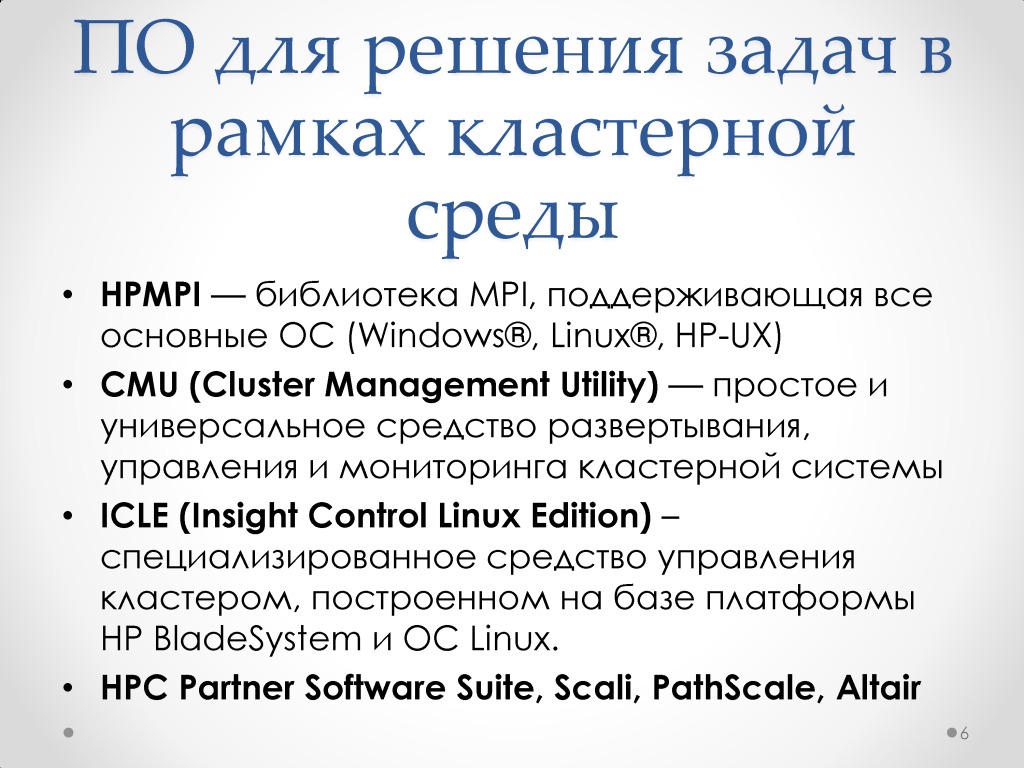 ПО для решения задач в
рамках кластерной
среды
• HPMPI — библиотека MPI, поддерживающая все
основные ОС (Windows®, Linux®, HP-UX)
• CMU (Cluster Management Utility) — простое и
универсальное средство развертывания,
управления и мониторинга кластерной системы
• ICLE (Insight Control Linux Edition) –
специализированное средство управления
кластером, построенном на базе платформы
HP BladeSystem и ОС Linux.
• HPC Partner Software Suite, Scali, PathScale, Altair
6